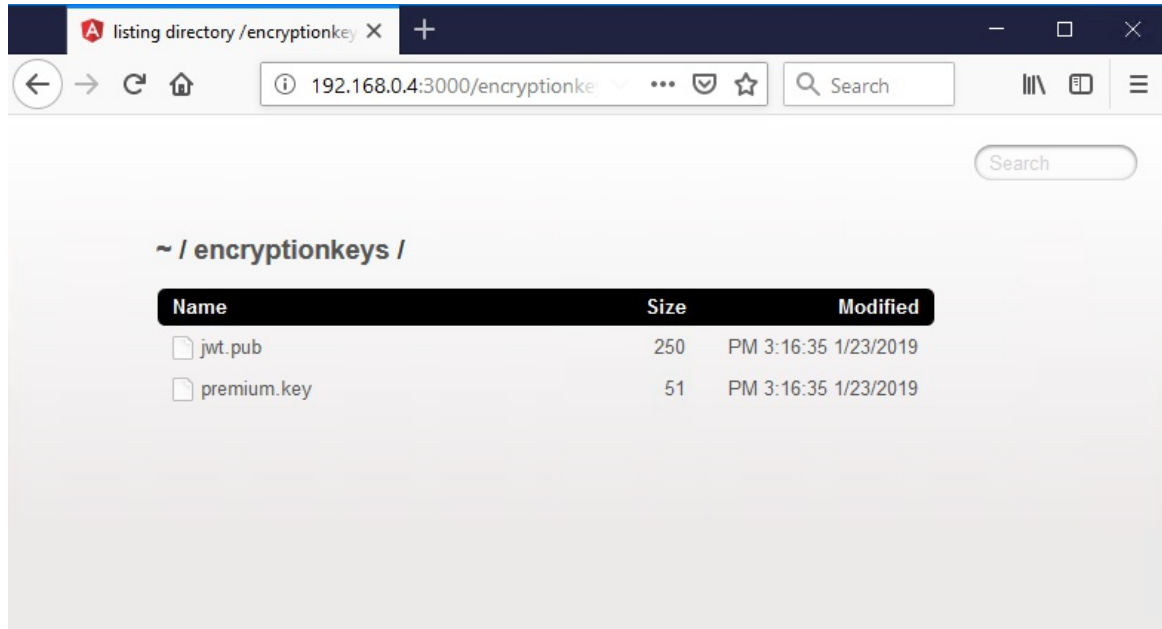 listing directory /encryptionkey
192.168.0.4:3000/encryptionke
Search
Search
~ / encryptionkeys /
Name Size Modified
jwt.pub 250 PM 3:16:35 1/23/2019
premium.key 51 PM 3:16:35 1/23/2019